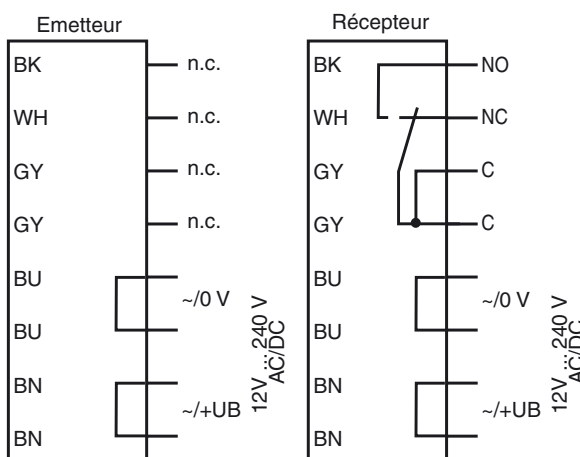 Emetteur
BK n.c.
WH n.c.
GY n.c.
GY n.c.
BU
~/0 V
BU
BN
~/+UB
BN
12V ... 240 V
AC/DC
Récepteur
BK NO
WH NC
GY C
GY C
BU
~/0 V
BU
BN
~/+UB
BN
12V ... 240 V
AC/DC